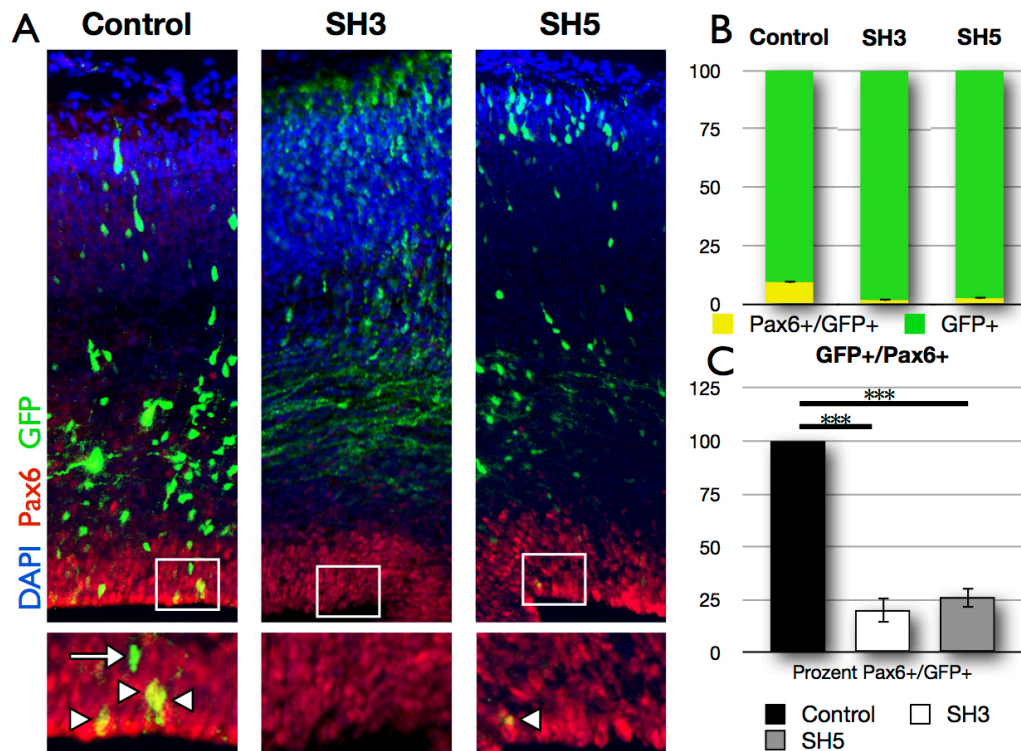 A
Control
SH3
SH5
DAPI Pax6 GFP
B
Control
SH3
SH5
100
75
50
25
0
Pax6+/GFP+
GFP+
C
GFP+/Pax6+
125
100
75
50
25
0
***
***
Prozent Pax6+/GFP+
Control
SH3
SH5